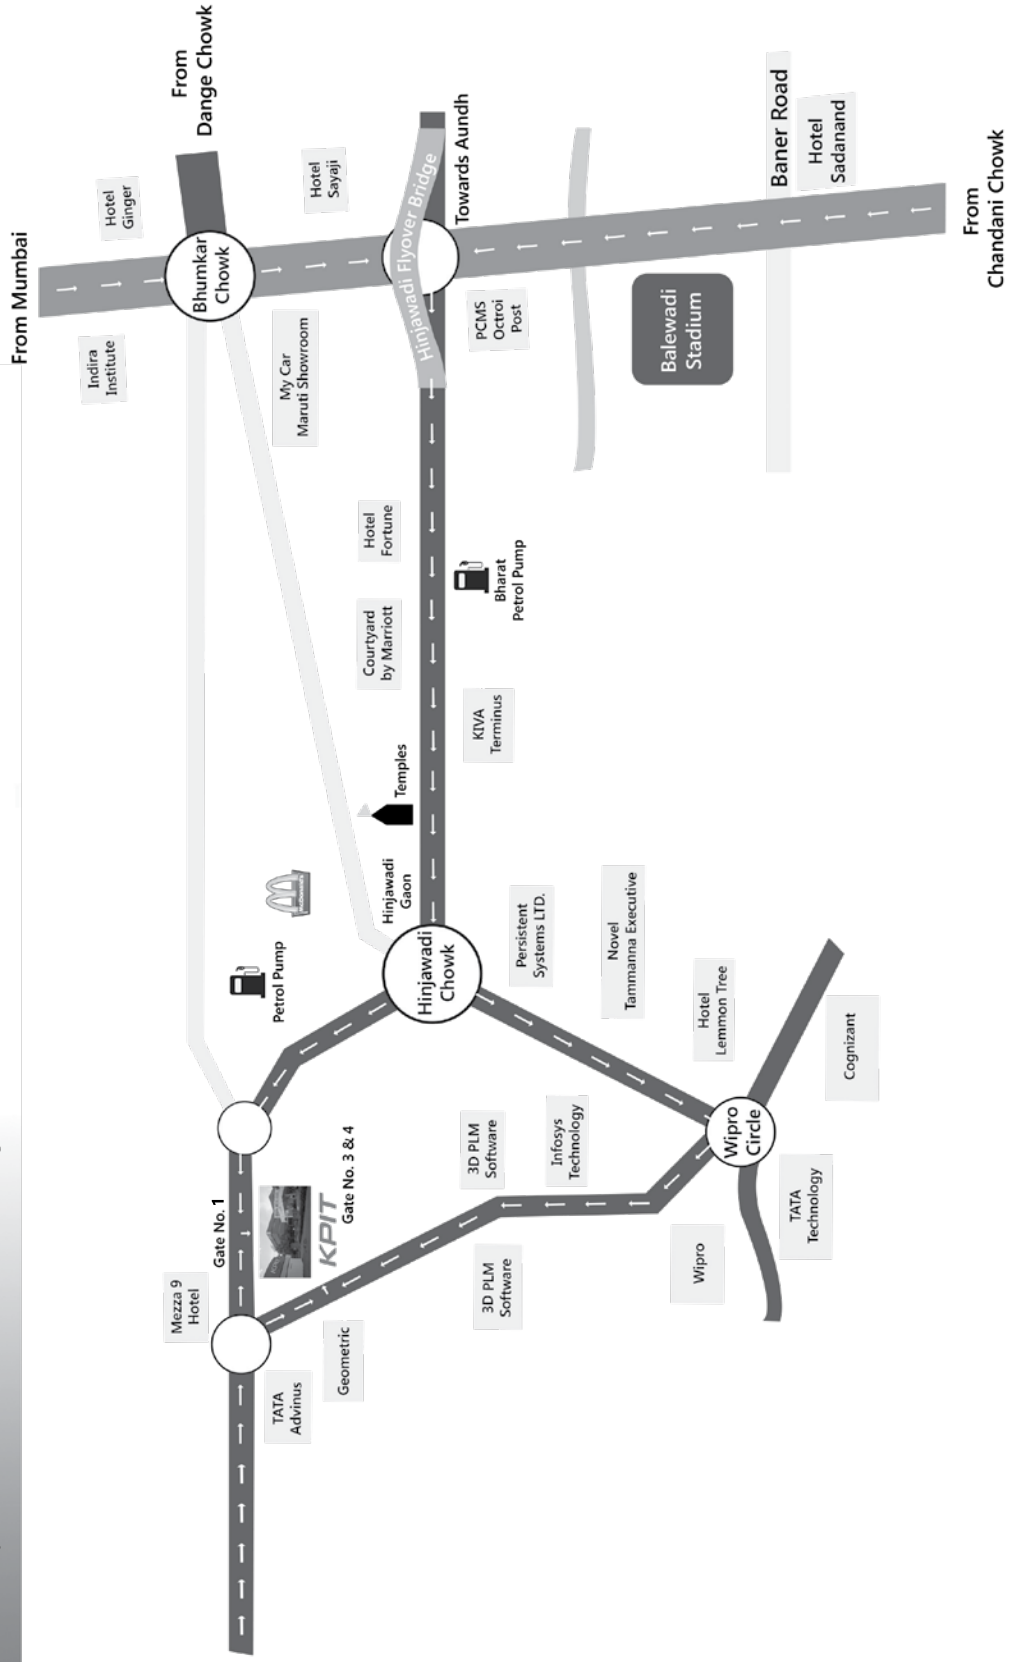 From Mumbai
From
Dange Chowk
Hotel
Ginger
Indira
Institute
Bhumkar
Chowk
Hotel
Sayaji
My Car
Maruti Showroom
Hinjawadi Flyover Bridge
Towards Aundh
PCMS
Octroi
Post
Balewadi
Stadium
Baner Road
Hotel
Sadanand
From
Chandani Chowk
Hotel
Fortune
Courtyard
by Marriott
Bharat
Petrol Pump
KIVA
Terminus
Temples
Hinjawadi
Gaon
McDonald's
Petrol Pump
Hinjawadi
Chowk
Persistent
Systems LTD.
Novel
Tammanna Executive
Hotel
Lemmon Tree
Cognizant
Wipro
Circle
TATA
Technology
Wipro
Infosys
Technology
3D PLM
Software
3D PLM
Software
Gate No. 1
KPIT
Gate No. 3 & 4
Mezza 9
Hotel
Geometric
TATA
Advinus